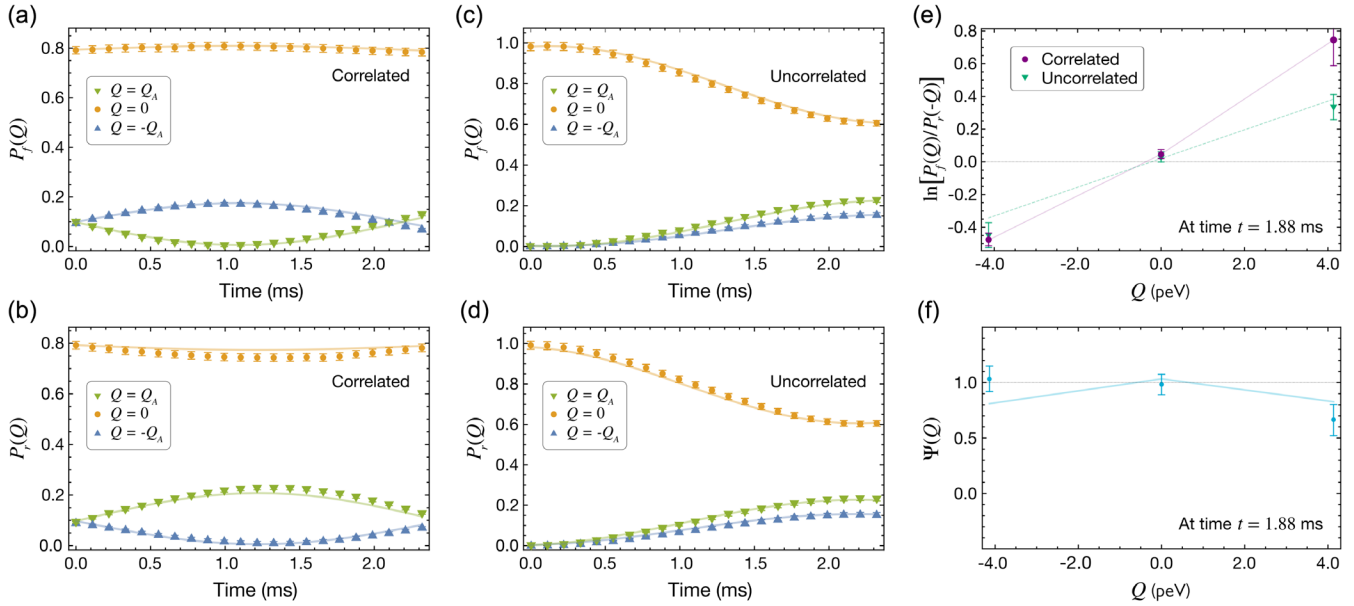 (a)
0.8
0.6
0.4
0.2
0.0
P_f(Q)
Correlated
Q = Q_A
Q = 0
Q = -Q_A
0.0 0.5 1.0 1.5 2.0
Time (ms)
(b)
0.8
0.6
0.4
0.2
0.0
P_r(Q)
Correlated
Q = Q_A
Q = 0
Q = -Q_A
0.0 0.5 1.0 1.5 2.0
Time (ms)
(c)
1.0
0.8
0.6
0.4
0.2
0.0
P_f(Q)
Uncorrelated
Q = Q_A
Q = 0
Q = -Q_A
0.0 0.5 1.0 1.5 2.0
Time (ms)
(d)
1.0
0.8
0.6
0.4
0.2
0.0
P_r(Q)
Uncorrelated
Q = Q_A
Q = 0
Q = -Q_A
0.0 0.5 1.0 1.5 2.0
Time (ms)
(e)
0.8
0.6
0.4
0.2
0.0
-0.2
-0.4
ln[P_f(Q)/P_r(-Q)]
Correlated
Uncorrelated
At time t = 1.88 ms
-4.0 -2.0 0.0 2.0 4.0
Q (peV)
(f)
1.0
0.5
0.0
Ψ(Q)
At time t = 1.88 ms
-4.0 -2.0 0.0 2.0 4.0
Q (peV)